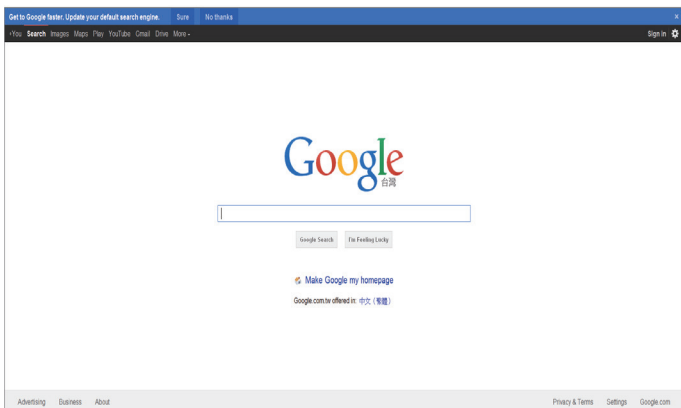 Get to Google faster. Update your default search engine. Sure No thanks x
+You Search Images Maps Play YouTube Gmail Drive More Sign in
Google
台灣
Google Search I'm Feeling Lucky
Make Google my homepage
Google.com.tw offered in: 中文（繁體）
Advertising Business About Privacy & Terms Settings Google.com